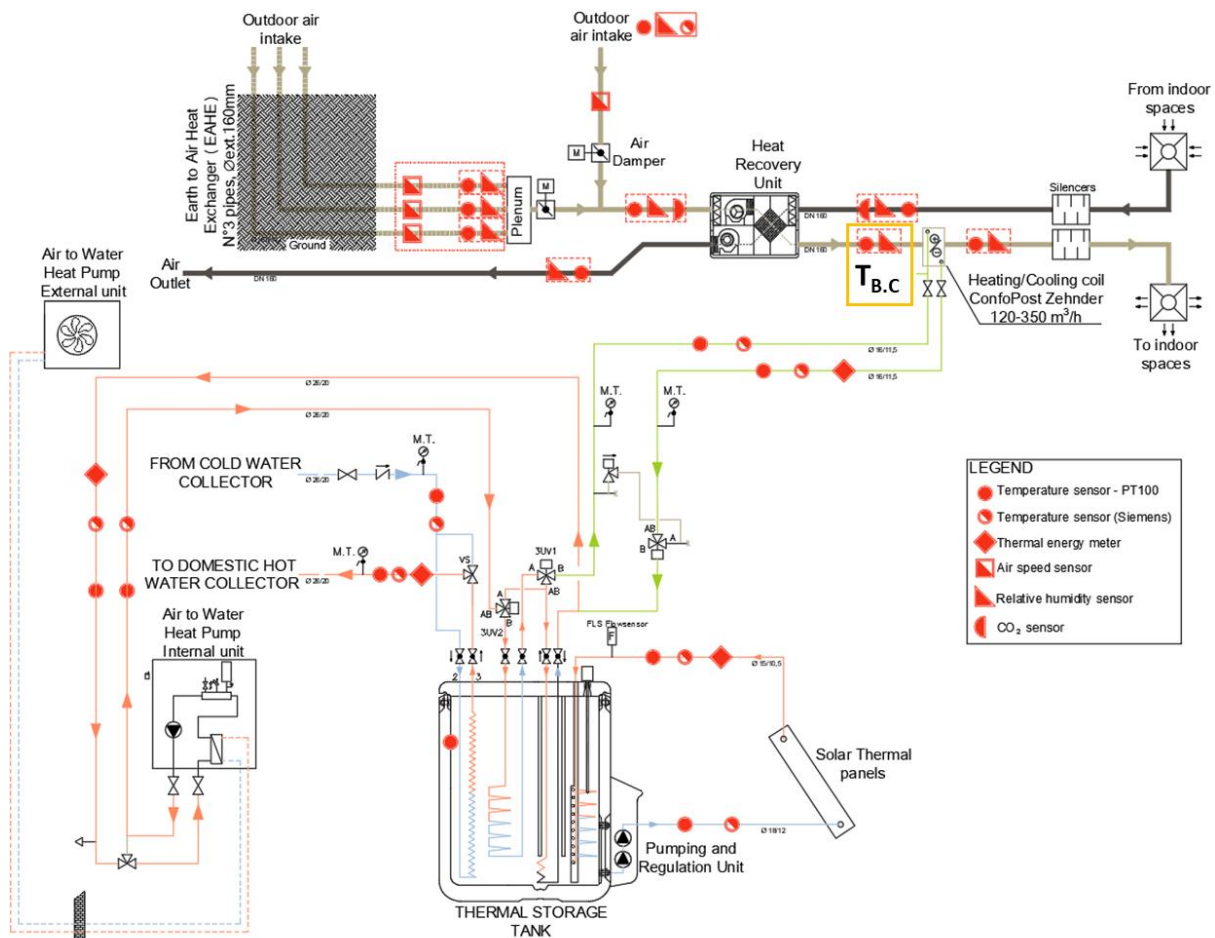 Outdoor air
intake
Outdoor
air intake
Earth to Air Heat
Exchanger ( EAHE)
N°3 pipes, Øext.160mm
Ground
Plenum
M
M
Air
Damper
Heat
Recovery
Unit
DN 160
DN 160
Silencers
From indoor
spaces
To indoor
spaces
Air
Outlet
DN 160
T B.C
Heating/Cooling coil
ConfoPost Zehnder
120-350 m³/h
Air to Water
Heat Pump
External unit
Ø 16/11,5
Ø 16/11,5
Ø 26/20
Ø 26/20
M.T.
M.T.
M.T.
FROM COLD WATER
COLLECTOR
Ø 26/20
TO DOMESTIC HOT
WATER COLLECTOR
Ø 26/20
M.T.
VS
3UV1
A
B
AB
A
AB
B
3UV2
AB
A
B
FLS Flowsensor
F
Ø 15/10,5
2
3
Air to Water
Heat Pump
Internal unit
Solar Thermal
panels
Ø 18/12
Pumping and
Regulation Unit
THERMAL STORAGE
TANK
LEGEND
Temperature sensor - PT100
Temperature sensor (Siemens)
Thermal energy meter
Air speed sensor
Relative humidity sensor
CO₂ sensor